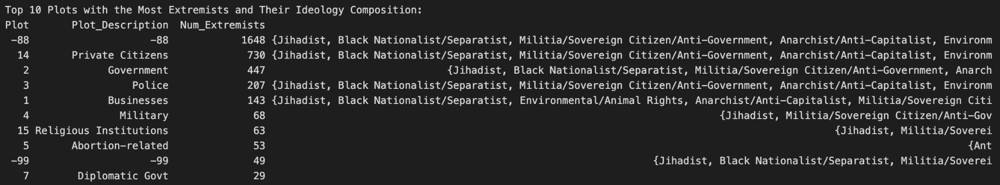 Top 10 Plots with the Most Extremists and Their Ideology Composition:
Plot Plot_Description Num_Extremists
-88 -88 1648 {Jihadist, Black Nationalist/Separatist, Militia/Sovereign Citizen/Anti-Government, Anarchist/Anti-Capitalist, Environm
14 Private Citizens 730 {Jihadist, Black Nationalist/Separatist, Militia/Sovereign Citizen/Anti-Government, Anarchist/Anti-Capitalist, Environm
2 Government 447 {Jihadist, Black Nationalist/Separatist, Militia/Sovereign Citizen/Anti-Government, Anarch
3 Police 207 {Jihadist, Black Nationalist/Separatist, Militia/Sovereign Citizen/Anti-Government, Anarchist/Anti-Capitalist, Environm
1 Businesses 143 {Jihadist, Black Nationalist/Separatist, Environmental/Animal Rights, Anarchist/Anti-Capitalist, Militia/Sovereign Citi
4 Military 68 {Jihadist, Militia/Sovereign Citizen/Anti-Gov
15 Religious Institutions 63 {Jihadist, Militia/Soverei
5 Abortion-related 53 {Ant
-99 -99 49 {Jihadist, Black Nationalist/Separatist, Militia/Soverei
7 Diplomatic Govt 29